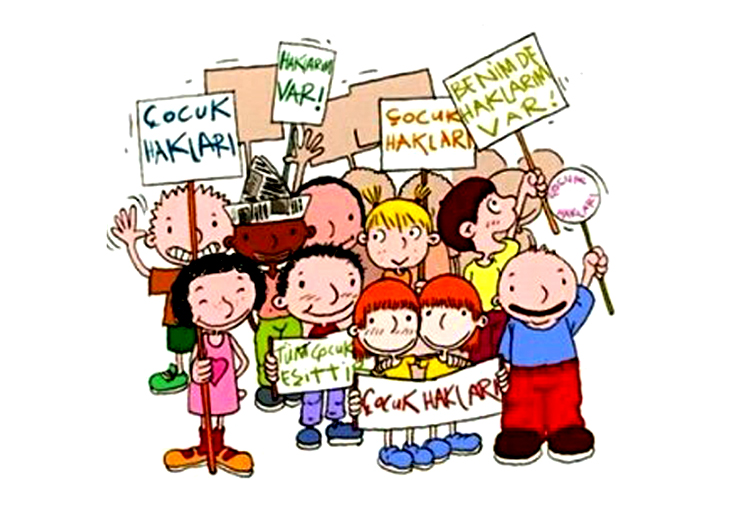 HAKLARIM
VAR!
ÇOCUK
HAKLARI
ÇOCUK
HAKLARI
BENİM DE
HAKLARIM
VAR!
ÇOCUK
HAKLARI
TÜM ÇOCUK
EŞİTTİR
ÇOCUK HAKLARI